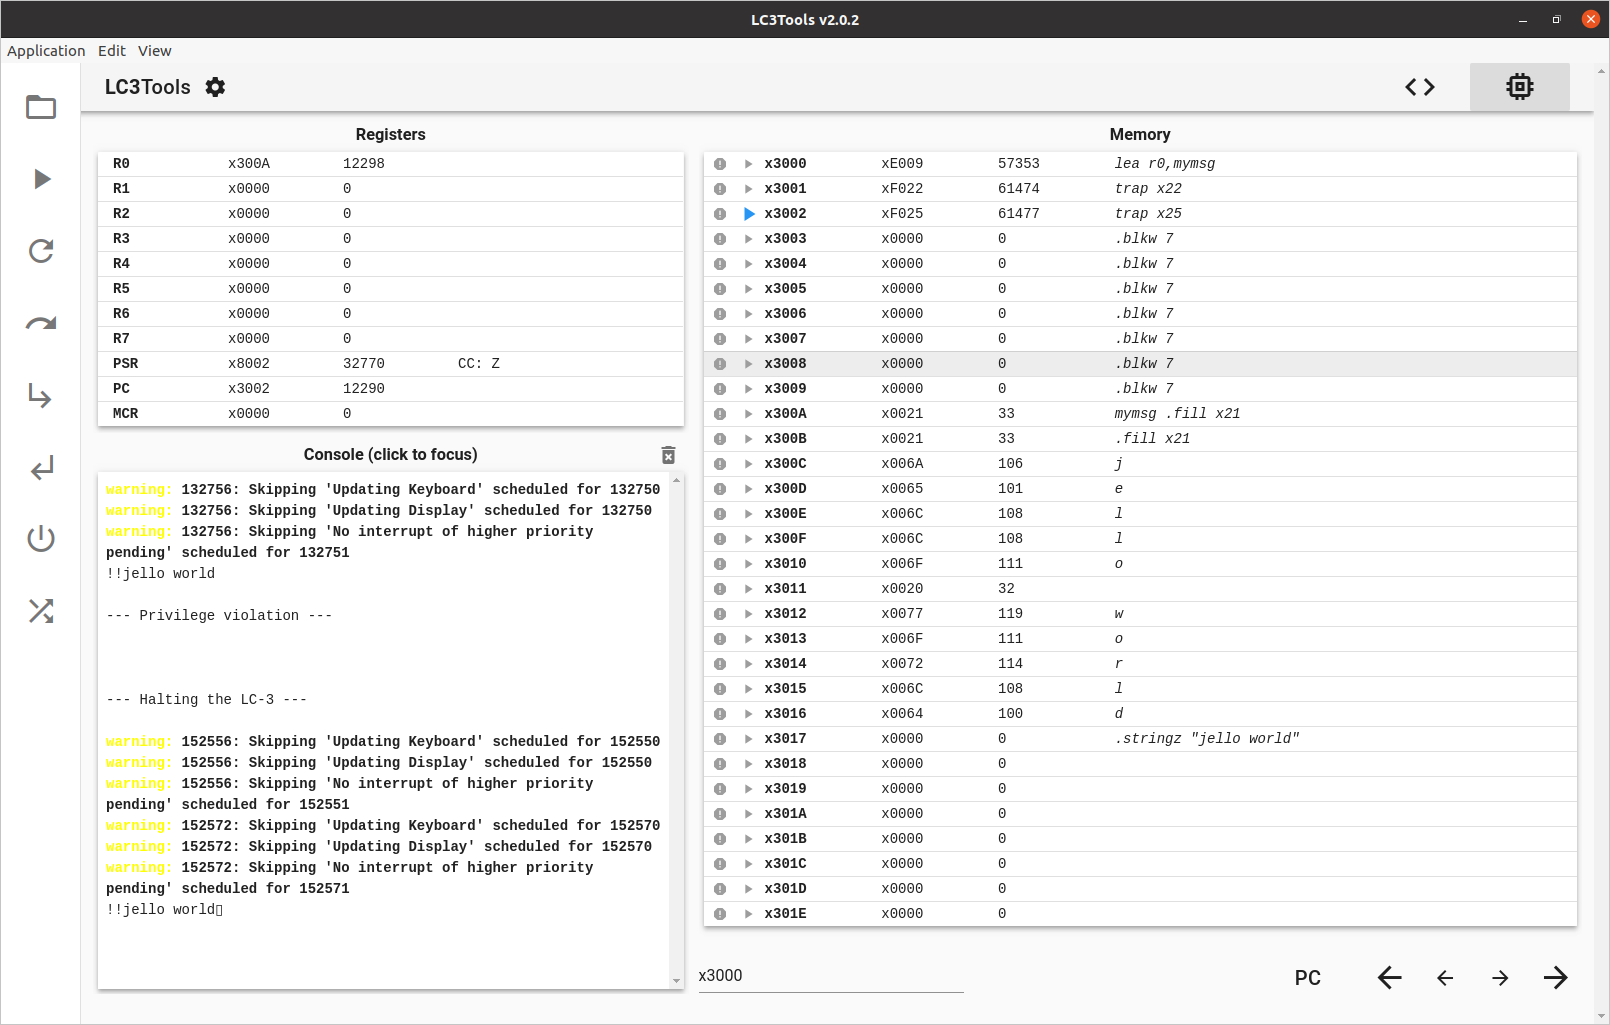 LC3Tools v2.0.2
Application Edit View
LC3Tools
Registers
R0 x300A 12298
R1 x0000 0
R2 x0000 0
R3 x0000 0
R4 x0000 0
R5 x0000 0
R6 x0000 0
R7 x0000 0
PSR x8002 32770 CC: Z
PC x3002 12290
MCR x0000 0
Console (click to focus)
warning: 132756: Skipping 'Updating Keyboard' scheduled for 132750
warning: 132756: Skipping 'Updating Display' scheduled for 132750
warning: 132756: Skipping 'No interrupt of higher priority
pending' scheduled for 132751
!!jello world
--- Privilege violation ---
--- Halting the LC-3 ---
warning: 152556: Skipping 'Updating Keyboard' scheduled for 152550
warning: 152556: Skipping 'Updating Display' scheduled for 152550
warning: 152556: Skipping 'No interrupt of higher priority
pending' scheduled for 152551
warning: 152572: Skipping 'Updating Keyboard' scheduled for 152570
warning: 152572: Skipping 'Updating Display' scheduled for 152570
warning: 152572: Skipping 'No interrupt of higher priority
pending' scheduled for 152571
!!jello world
Memory
x3000 xE009 57353 lea r0,mymsg
x3001 xF022 61474 trap x22
x3002 xF025 61477 trap x25
x3003 x0000 0 .blkw 7
x3004 x0000 0 .blkw 7
x3005 x0000 0 .blkw 7
x3006 x0000 0 .blkw 7
x3007 x0000 0 .blkw 7
x3008 x0000 0 .blkw 7
x3009 x0000 0 .blkw 7
x300A x0021 33 mymsg .fill x21
x300B x0021 33 .fill x21
x300C x006A 106 j
x300D x0065 101 e
x300E x006C 108 l
x300F x006C 108 l
x3010 x006F 111 o
x3011 x0020 32
x3012 x0077 119 w
x3013 x006F 111 o
x3014 x0072 114 r
x3015 x006C 108 l
x3016 x0064 100 d
x3017 x0000 0 .stringz "jello world"
x3018 x0000 0
x3019 x0000 0
x301A x0000 0
x301B x0000 0
x301C x0000 0
x301D x0000 0
x301E x0000 0
x3000
PC